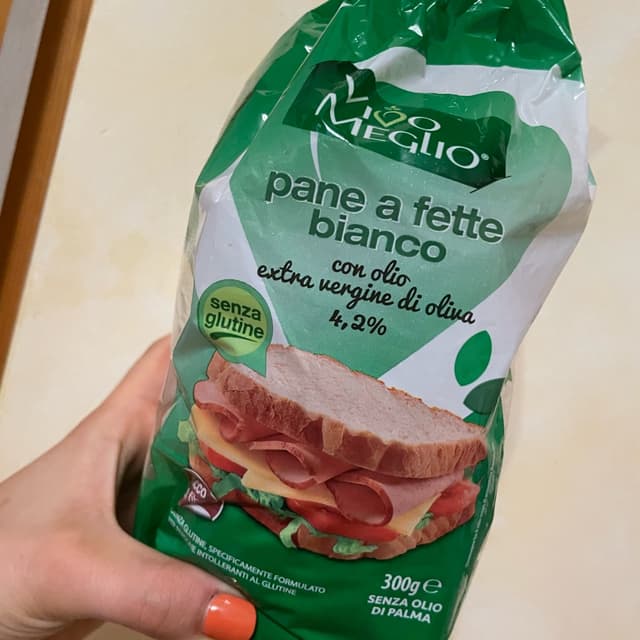 VIVO
MEGLIO®
pane a fette
bianco
con olio
extra vergine di oliva
4,2%
senza
glutine
SENZA GLUTINE, SPECIFICAMENTE FORMULATO
PER PERSONE INTOLLERANTI AL GLUTINE
300g e
SENZA OLIO
DI PALMA